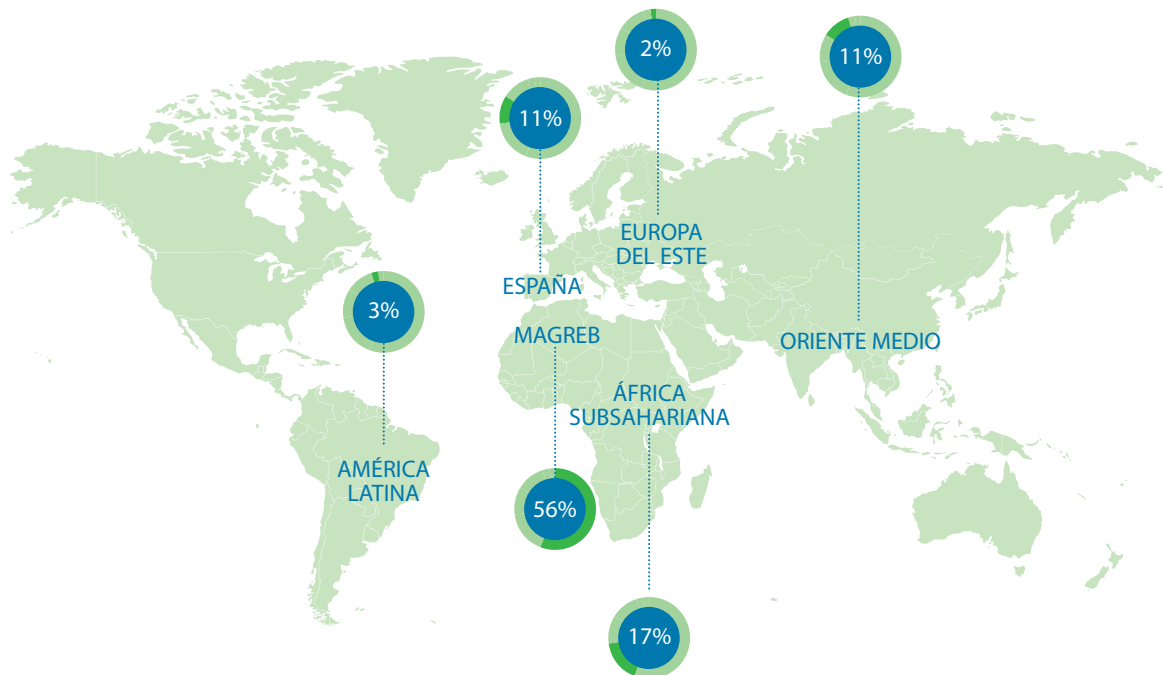 2%
11%
11%
EUROPA
DEL ESTE
ESPAÑA
3%
MAGREB
ORIENTE MEDIO
ÁFRICA
SUBSAHARIANA
AMÉRICA
LATINA
56%
17%